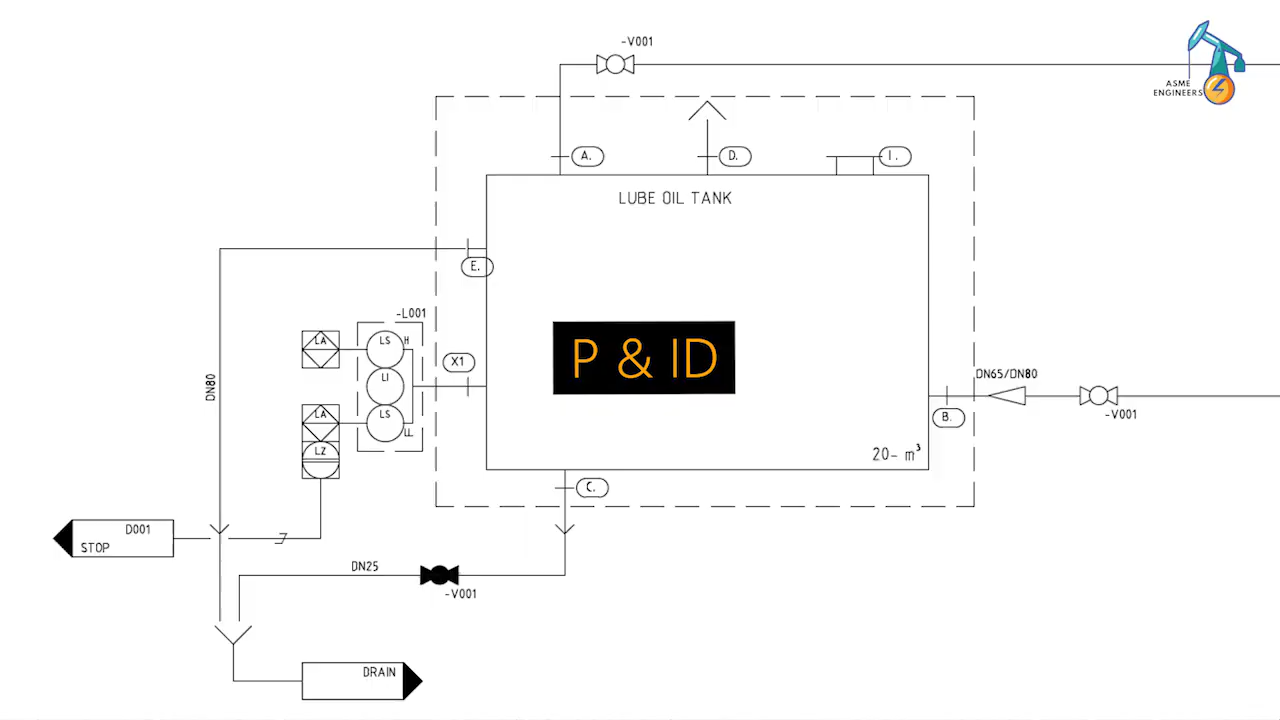 -V001
ASME
ENGINEERS
A.
D.
I.
LUBE OIL TANK
E.
-L001
LA
LS
H
X1
LI
P & ID
DN65/DN80
DN80
LA
LS
B.
-V001
LZ
20- m³
C.
D001
STOP
DN25
-V001
DRAIN